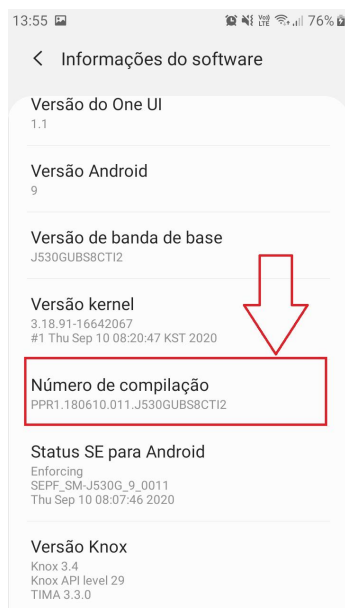 13:55 Voi) LTE 76%
Informações do software
Versão do One UI
1.1
Versão Android
9
Versão de banda de base
J530GUBS8CTI2
Versão kernel
3.18.91-16642067
#1 Thu Sep 10 08:20:47 KST 2020
Número de compilação
PPR1.180610.011.J530GUBS8CTI2
Status SE para Android
Enforcing
SEPF_SM-J530G_9_0011
Thu Sep 10 08:07:46 2020
Versão Knox
Knox 3.4
Knox API level 29
TIMA 3.3.0